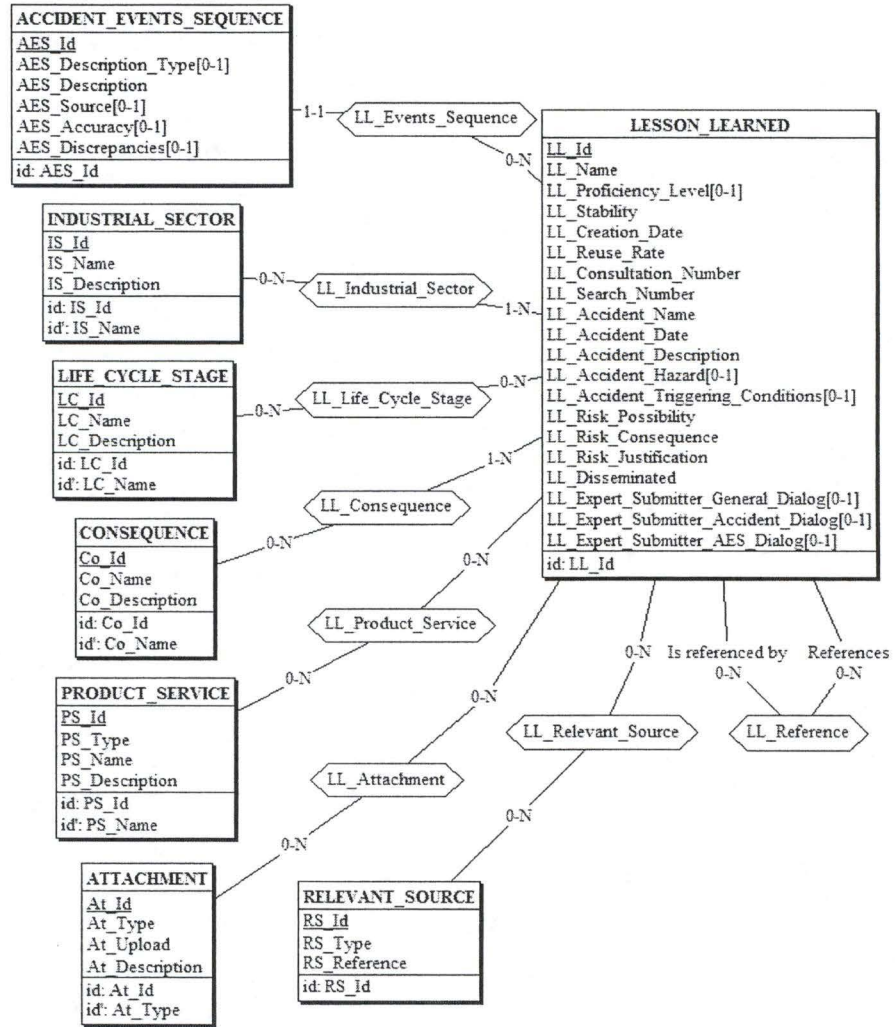 ACCIDENT_EVENTS_SEQUENCE
AES_Id
AES_Description_Type[0-1]
AES_Description
AES_Source[0-1]
AES_Accuracy[0-1]
AES_Discrepancies[0-1]
id: AES_Id
1-1
LL_Events_Sequence
0-N
LESSON_LEARNED
LL_Id
LL_Name
LL_Proficiency_Level[0-1]
LL_Stability
LL_Creation_Date
LL_Reuse_Rate
LL_Consultation_Number
LL_Search_Number
LL_Accident_Name
LL_Accident_Date
LL_Accident_Description
LL_Accident_Hazard[0-1]
LL_Accident_Triggering_Conditions[0-1]
LL_Risk_Possibility
LL_Risk_Consequence
LL_Risk_Justification
LL_Disseminated
LL_Expert_Submitter_General_Dialog[0-1]
LL_Expert_Submitter_Accident_Dialog[0-1]
LL_Expert_Submitter_AES_Dialog[0-1]
id: LL_Id
INDUSTRIAL_SECTOR
IS_Id
IS_Name
IS_Description
id: IS_Id
id': IS_Name
0-N
LL_Industrial_Sector
1-N
LIFE_CYCLE_STAGE
LC_Id
LC_Name
LC_Description
id: LC_Id
id': LC_Name
0-N
LL_Life_Cycle_Stage
0-N
CONSEQUENCE
Co_Id
Co_Name
Co_Description
id: Co_Id
id': Co_Name
0-N
LL_Consequence
1-N
PRODUCT_SERVICE
PS_Id
PS_Type
PS_Name
PS_Description
id: PS_Id
id': PS_Name
0-N
LL_Product_Service
0-N
ATTACHMENT
At_Id
At_Type
At_Upload
At_Description
id: At_Id
id': At_Type
0-N
LL_Attachment
0-N
RELEVANT_SOURCE
RS_Id
RS_Type
RS_Reference
id: RS_Id
0-N
LL_Relevant_Source
0-N
Is referenced by
0-N
References
0-N
LL_Reference